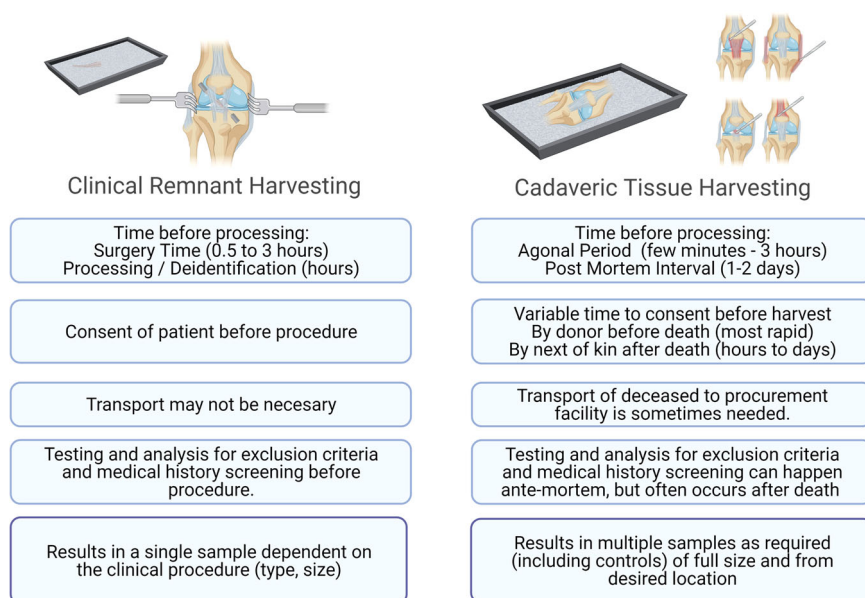 Clinical Remnant Harvesting
Time before processing:
Surgery Time (0.5 to 3 hours)
Processing / Deidentification (hours)
Consent of patient before procedure
Transport may not be necesary
Testing and analysis for exclusion criteria
and medical history screening before
procedure.
Results in a single sample dependent on
the clinical procedure (type, size)
Cadaveric Tissue Harvesting
Time before processing:
Agonal Period (few minutes - 3 hours)
Post Mortem Interval (1-2 days)
Variable time to consent before harvest
By donor before death (most rapid)
By next of kin after death (hours to days)
Transport of deceased to procurement
facility is sometimes needed.
Testing and analysis for exclusion criteria
and medical history screening can happen
ante-mortem, but often occurs after death
Results in multiple samples as required
(including controls) of full size and from
desired location